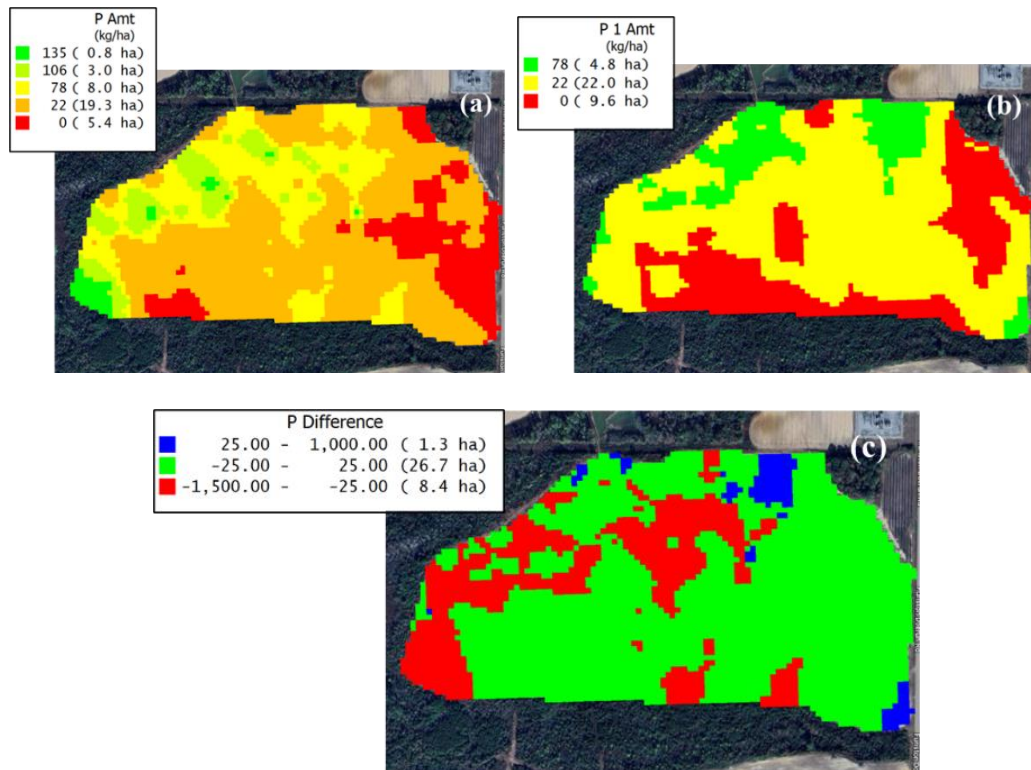 P Amt
(kg/ha)
135 ( 0.8 ha)
106 ( 3.0 ha)
78 ( 8.0 ha)
22 (19.3 ha)
0 ( 5.4 ha)
(a)
P 1 Amt
(kg/ha)
78 ( 4.8 ha)
22 (22.0 ha)
0 ( 9.6 ha)
(b)
P Difference
25.00 - 1,000.00 ( 1.3 ha)
-25.00 - 25.00 (26.7 ha)
-1,500.00 - -25.00 ( 8.4 ha)
(c)